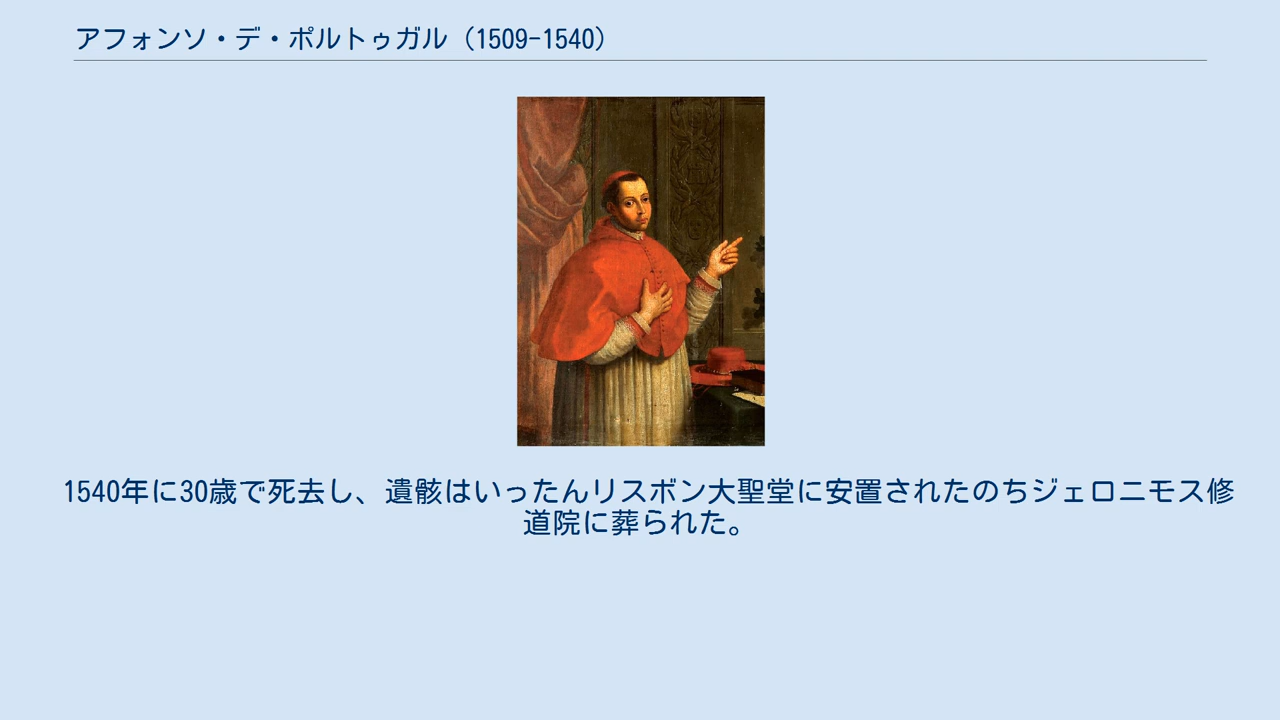 アフォンソ・デ・ポルトゥガル（1509-1540）
1540年に30歳で死去し、遺骸はいったんリスボン大聖堂に安置されたのちジェロニモス修
道院に葬られた。